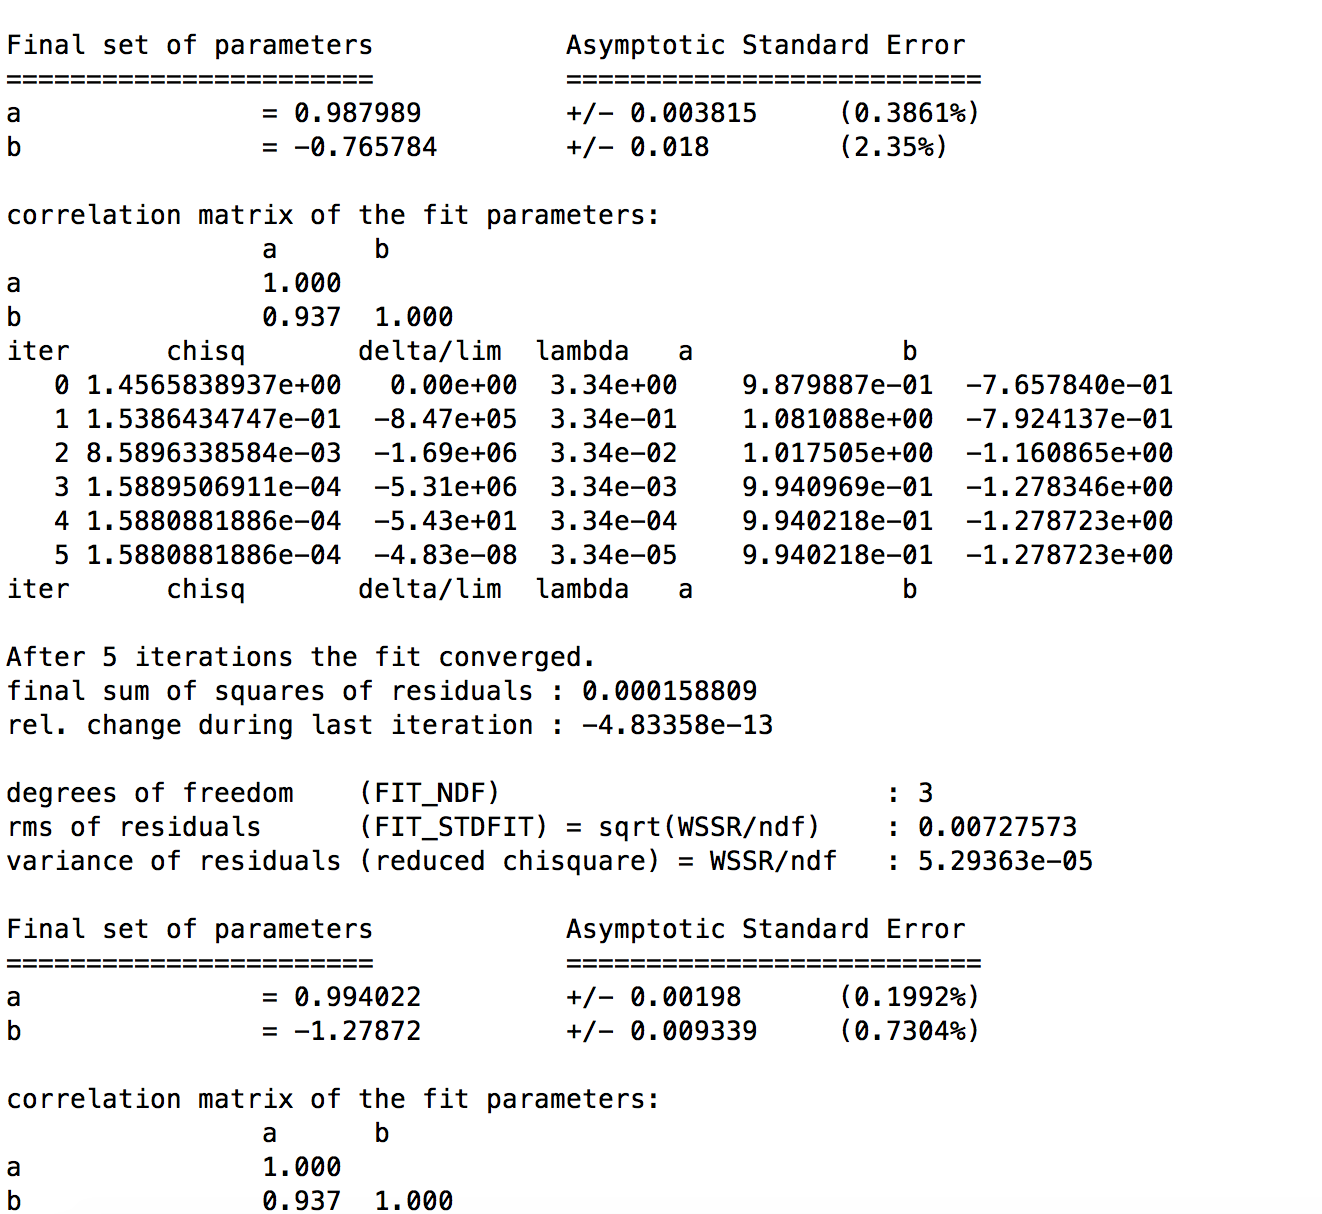 Final set of parameters            Asymptotic Standard Error
=======================            ==========================
a               = 0.987989         +/- 0.003815     (0.3861%)
b               = -0.765784        +/- 0.018        (2.35%)

correlation matrix of the fit parameters:
                a      b
a               1.000
b               0.937  1.000
iter      chisq       delta/lim  lambda   a             b
   0 1.4565838937e+00   0.00e+00  3.34e+00    9.879887e-01  -7.657840e-01
   1 1.5386434747e-01  -8.47e+05  3.34e-01    1.081088e+00  -7.924137e-01
   2 8.5896338584e-03  -1.69e+06  3.34e-02    1.017505e+00  -1.160865e+00
   3 1.5889506911e-04  -5.31e+06  3.34e-03    9.940969e-01  -1.278346e+00
   4 1.5880881886e-04  -5.43e+01  3.34e-04    9.940218e-01  -1.278723e+00
   5 1.5880881886e-04  -4.83e-08  3.34e-05    9.940218e-01  -1.278723e+00
iter      chisq       delta/lim  lambda   a             b

After 5 iterations the fit converged.
final sum of squares of residuals : 0.000158809
rel. change during last iteration : -4.83358e-13

degrees of freedom    (FIT_NDF)                        : 3
rms of residuals      (FIT_STDFIT) = sqrt(WSSR/ndf)    : 0.00727573
variance of residuals (reduced chisquare) = WSSR/ndf   : 5.29363e-05

Final set of parameters            Asymptotic Standard Error
=======================            ==========================
a               = 0.994022         +/- 0.00198      (0.1992%)
b               = -1.27872         +/- 0.009339     (0.7304%)

correlation matrix of the fit parameters:
                a      b
a               1.000
b               0.937  1.000